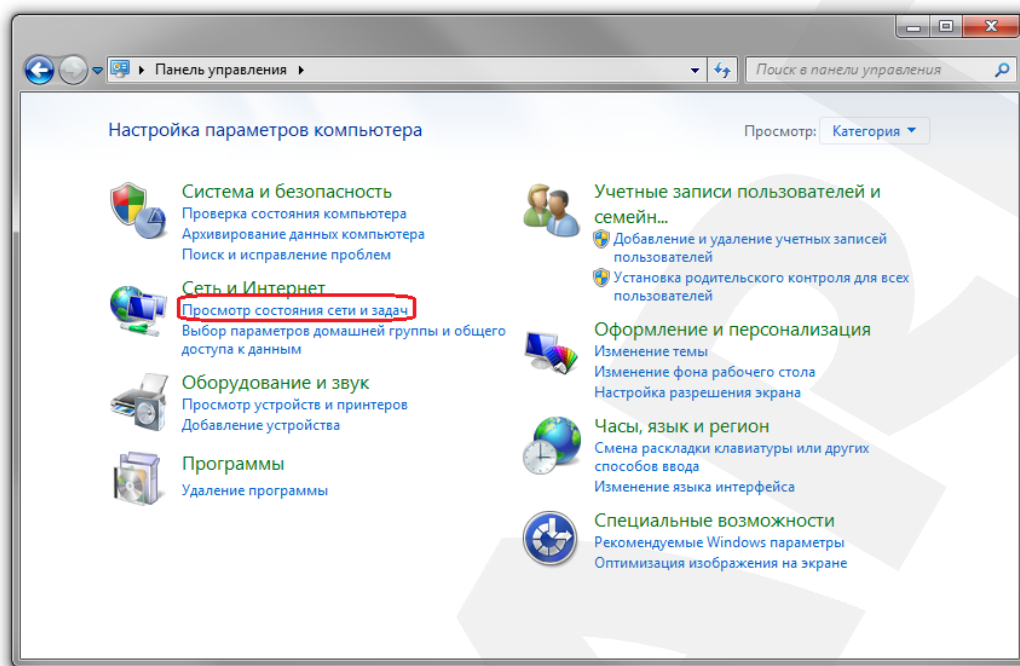 Панель управления
Поиск в панели управления
Настройка параметров компьютера
Просмотр: Категория
Система и безопасность
Проверка состояния компьютера
Архивирование данных компьютера
Поиск и исправление проблем
Сеть и Интернет
Просмотр состояния сети и задач
Выбор параметров домашней группы и общего
доступа к данным
Оборудование и звук
Просмотр устройств и принтеров
Добавление устройства
Программы
Удаление программы
Учетные записи пользователей и
семейн...
Добавление и удаление учетных записей
пользователей
Установка родительского контроля для всех
пользователей
Оформление и персонализация
Изменение темы
Изменение фона рабочего стола
Настройка разрешения экрана
Часы, язык и регион
Смена раскладки клавиатуры или других
способов ввода
Изменение языка интерфейса
Специальные возможности
Рекомендуемые Windows параметры
Оптимизация изображения на экране